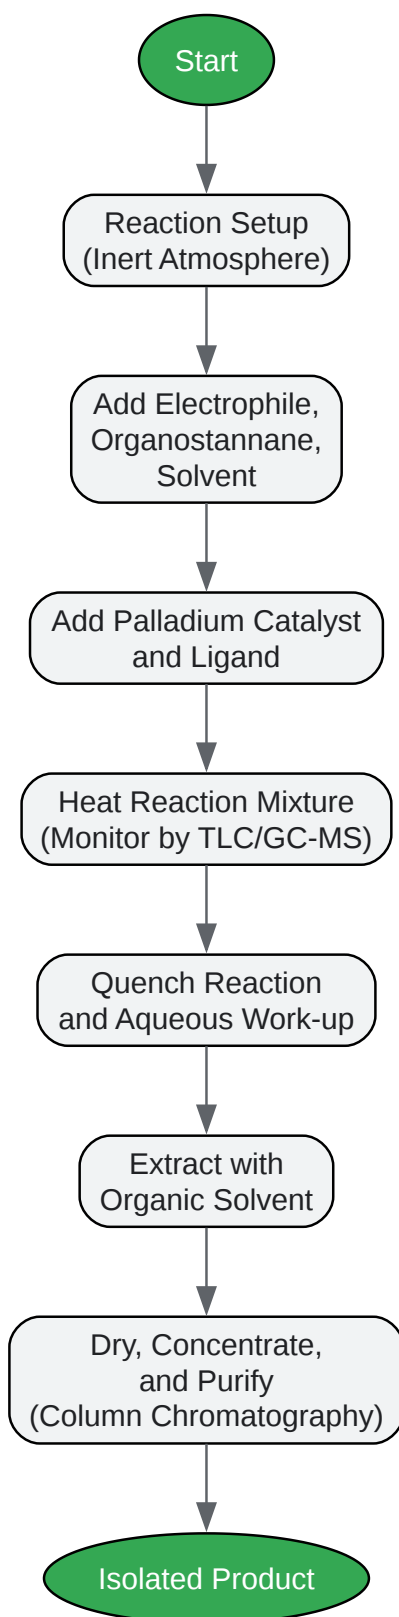 Start
Reaction Setup
(Inert Atmosphere)
Add Electrophile,
Organostannane,
Solvent
Add Palladium Catalyst
and Ligand
Heat Reaction Mixture
(Monitor by TLC/GC-MS)
Quench Reaction
and Aqueous Work-up
Extract with
Organic Solvent
Dry, Concentrate,
and Purify
(Column Chromatography)
Isolated Product